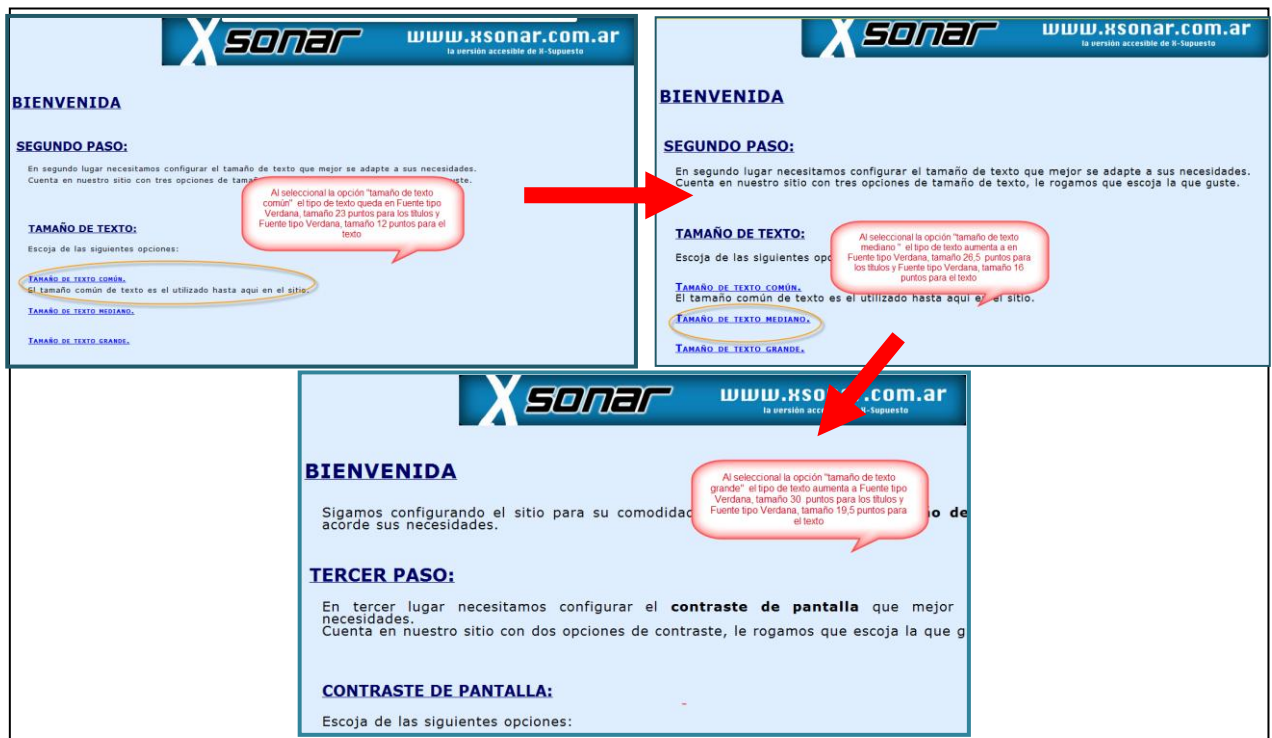 X sonar
www.xsonar.com.ar
la versión accesible de X-Supuesto
BIENVENIDA
SEGUNDO PASO:
En segundo lugar necesitamos configurar el tamaño de texto que mejor se adapte a sus necesidades.
Cuenta en nuestro sitio con tres opciones de
Al seleccional la opción "tamaño de texto
común" el tipo de texto queda en Fuente tipo
Verdana, tamaño 23 puntos para los títulos y
Fuente tipo Verdana, tamaño 12 puntos para el
texto
TAMAÑO DE TEXTO:
Escoja de las siguientes opciones:
TAMAÑO DE TEXTO COMÚN.
El tamaño común de texto es el utilizado hasta aqui en el sitio.
TAMAÑO DE TEXTO MEDIANO.
TAMAÑO DE TEXTO GRANDE.
X sonar
www.xsonar.com.ar
la versión accesible de X-Supuesto
BIENVENIDA
SEGUNDO PASO:
En segundo lugar necesitamos configurar el tamaño de texto que mejor se adapte a sus necesidades.
Cuenta en nuestro sitio con tres opciones de tamaño de texto, le rogamos que escoja la que guste.
TAMAÑO DE TEXTO:
Escoja de las siguientes
Al seleccional la opción "tamaño de texto
mediano " el tipo de texto aumenta a en
Fuente tipo Verdana, tamaño 26,5 puntos para
los títulos y Fuente tipo Verdana, tamaño 16
puntos para el texto
TAMAÑO DE TEXTO COMÚN.
El tamaño común de texto es el utilizado hasta aqui en el sitio.
TAMAÑO DE TEXTO MEDIANO.
TAMAÑO DE TEXTO GRANDE.
X sonar
www.xsonar.com.ar
la versión
BIENVENIDA
Sigamos configurando el sitio para su
acorde sus necesidades.
Al seleccional la opción "tamaño de texto
grande" el tipo de texto aumenta a Fuente tipo
Verdana, tamaño 30 puntos para los títulos y
Fuente tipo Verdana, tamaño 19,5 puntos para
el texto
TERCER PASO:
En tercer lugar necesitamos configurar el contraste de pantalla que mejor
necesidades.
Cuenta en nuestro sitio con dos opciones de contraste, le rogamos que escoja la que
CONTRASTE DE PANTALLA:
Escoja de las siguientes opciones: